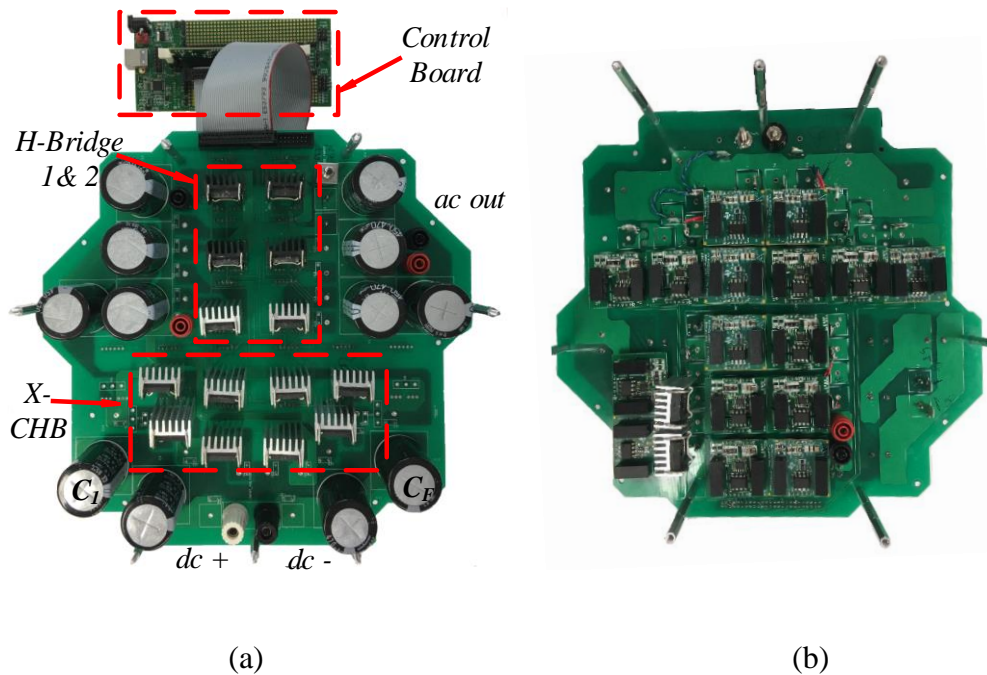 Control
Board
H-Bridge
1& 2
ac out
X-
CHB
C1
CF
dc +
dc -
(a)
(b)